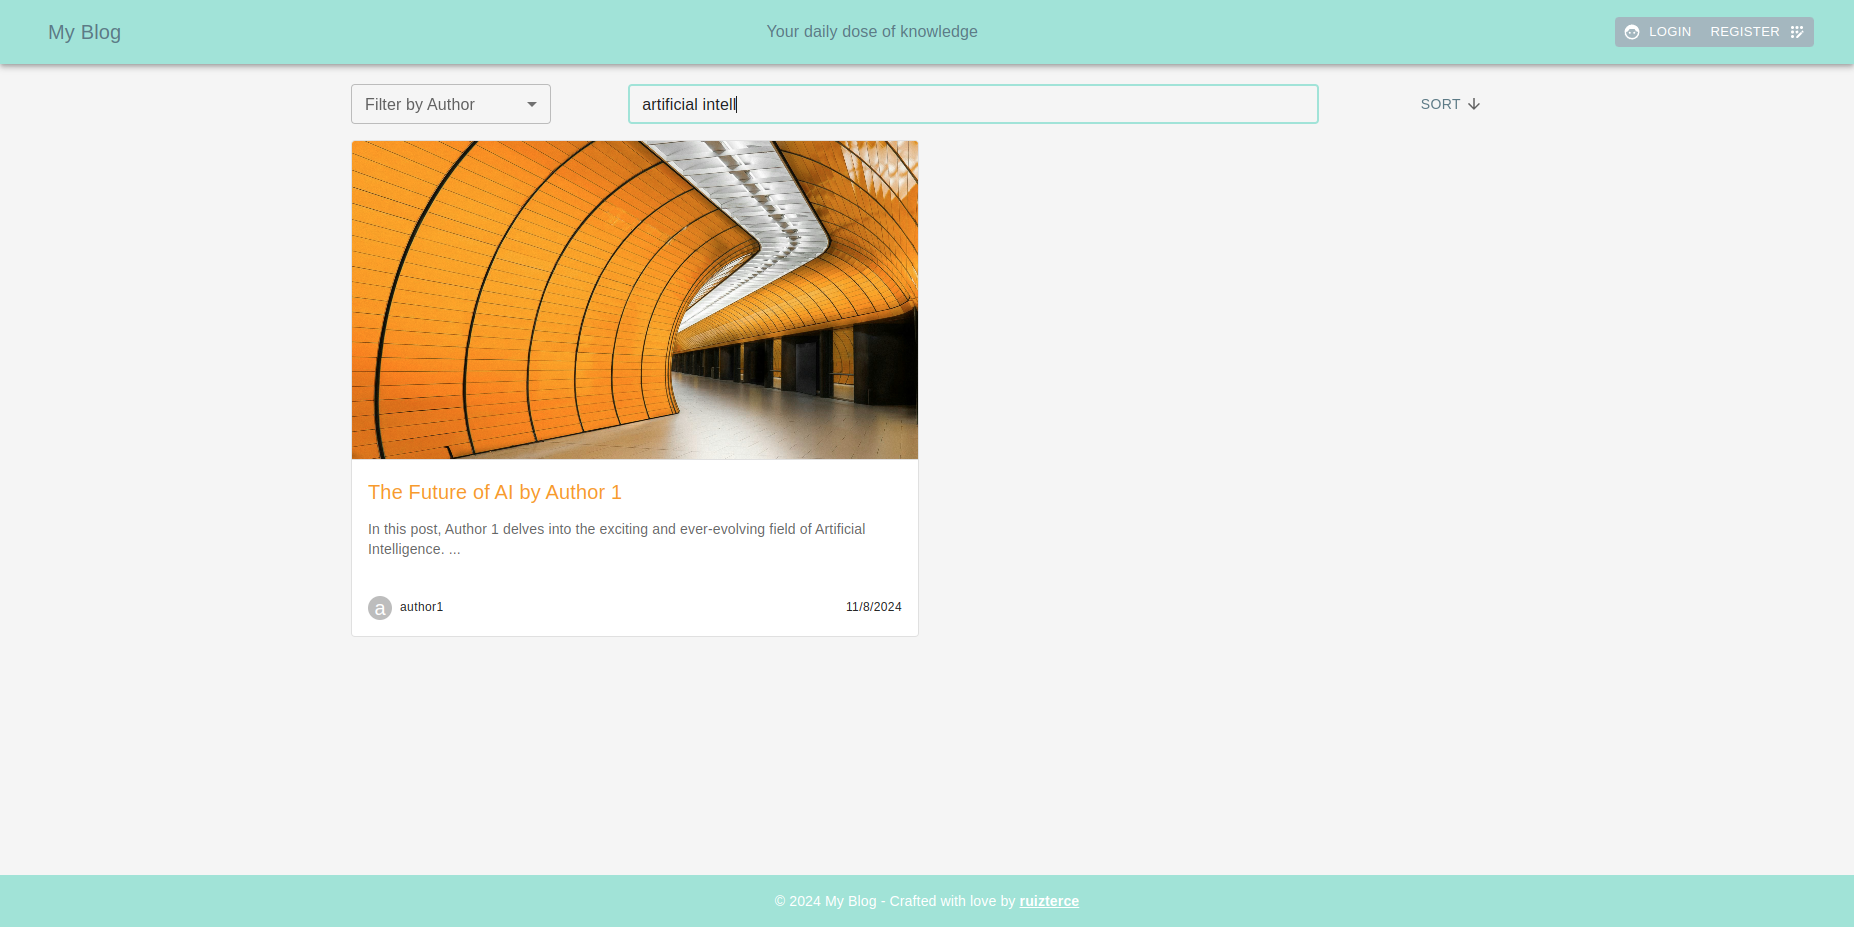 My Blog
Your daily dose of knowledge
LOGIN
REGISTER
Filter by Author
artificial intell
SORT
The Future of AI by Author 1
In this post, Author 1 delves into the exciting and ever-evolving field of Artificial
Intelligence. ...
a
author1
11/8/2024
© 2024 My Blog - Crafted with love by ruizterce